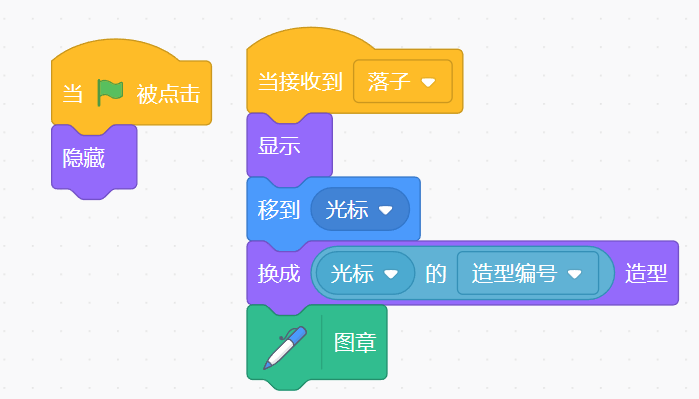 当 被点击
隐藏
当接收到 落子
显示
移到 光标
换成 光标 的 造型编号 造型
图章